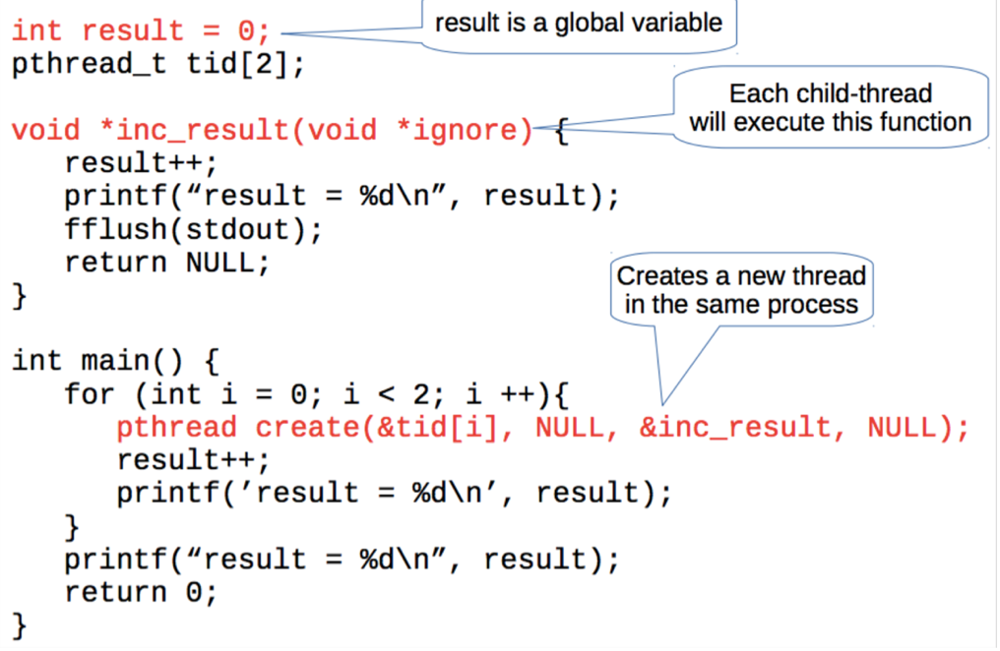 int result = 0;
result is a global variable
pthread_t tid[2];
Each child-thread
will execute this function
void *inc_result(void *ignore) {
result++;
printf(“result = %d\n”, result);
fflush(stdout);
return NULL;
}
Creates a new thread
in the same process
int main() {
for (int i = 0; i < 2; i ++){
pthread create(&tid[i], NULL, &inc_result, NULL);
result++;
printf(’result = %d\n’, result);
}
printf(“result = %d\n”, result);
return 0;
}